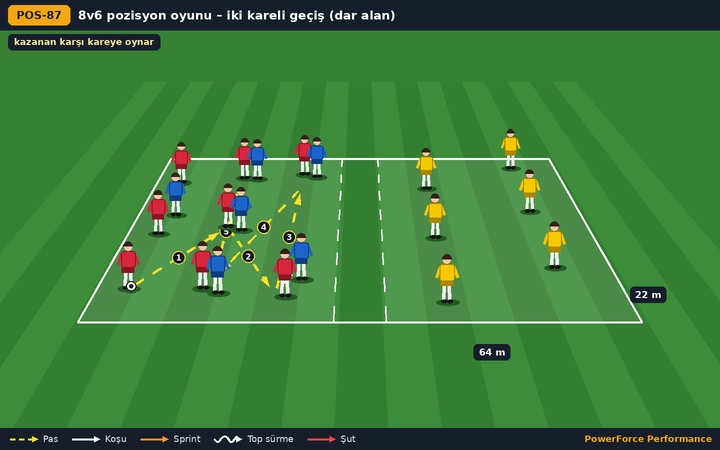 POS-87
8v6 pozisyon oyunu – iki kareli geçiş (dar alan)
kazanan karşı kareye oynar
1
2
3
4
5
22 m
64 m
Pas
Koşu
Sprint
Top sürme
Şut
PowerForce Performance